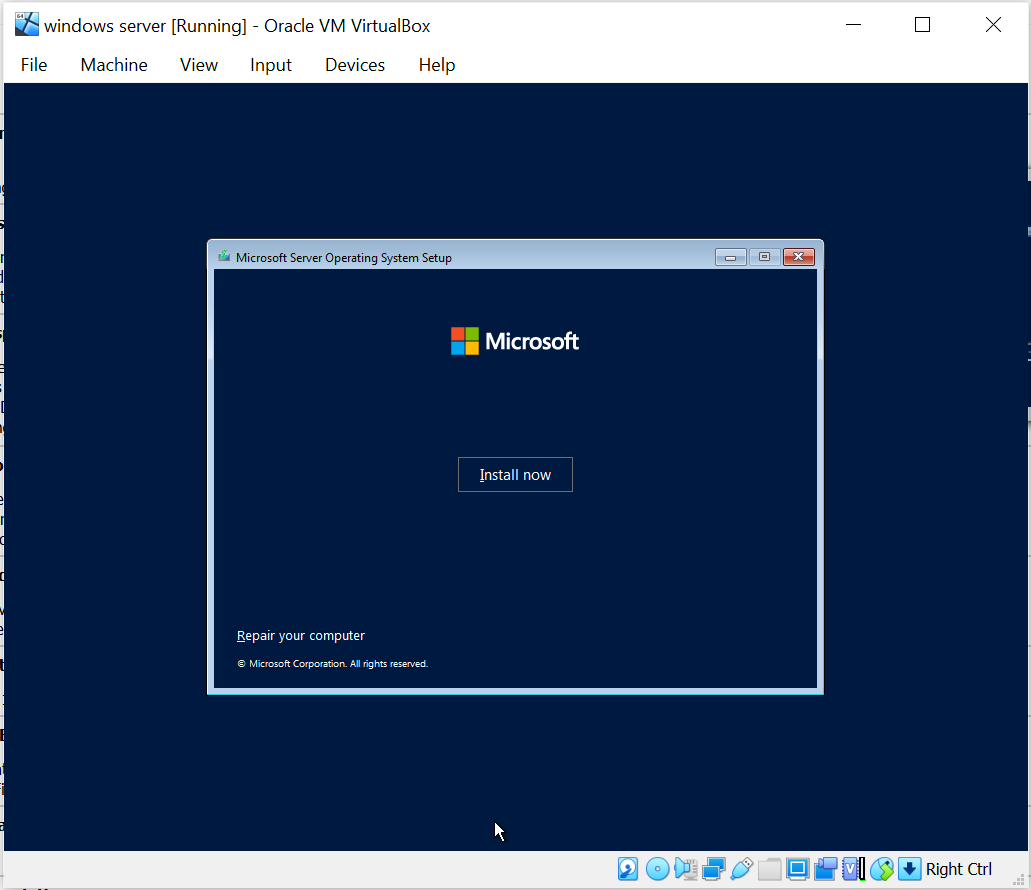 windows server [Running] - Oracle VM VirtualBox
File Machine View Input Devices Help
Microsoft Server Operating System Setup
Microsoft
Install now
Repair your computer
© Microsoft Corporation. All rights reserved.
Right Ctrl